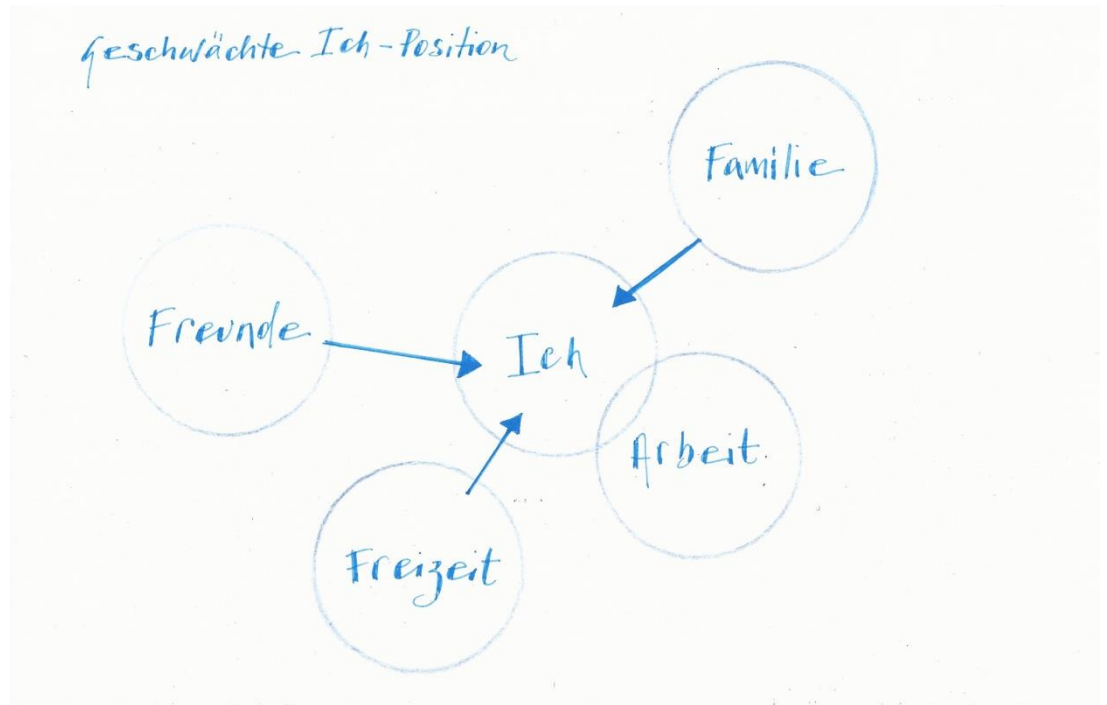 Geschwächte Ich-Position
Familie
Freunde
Ich
Arbeit.
Freizeit